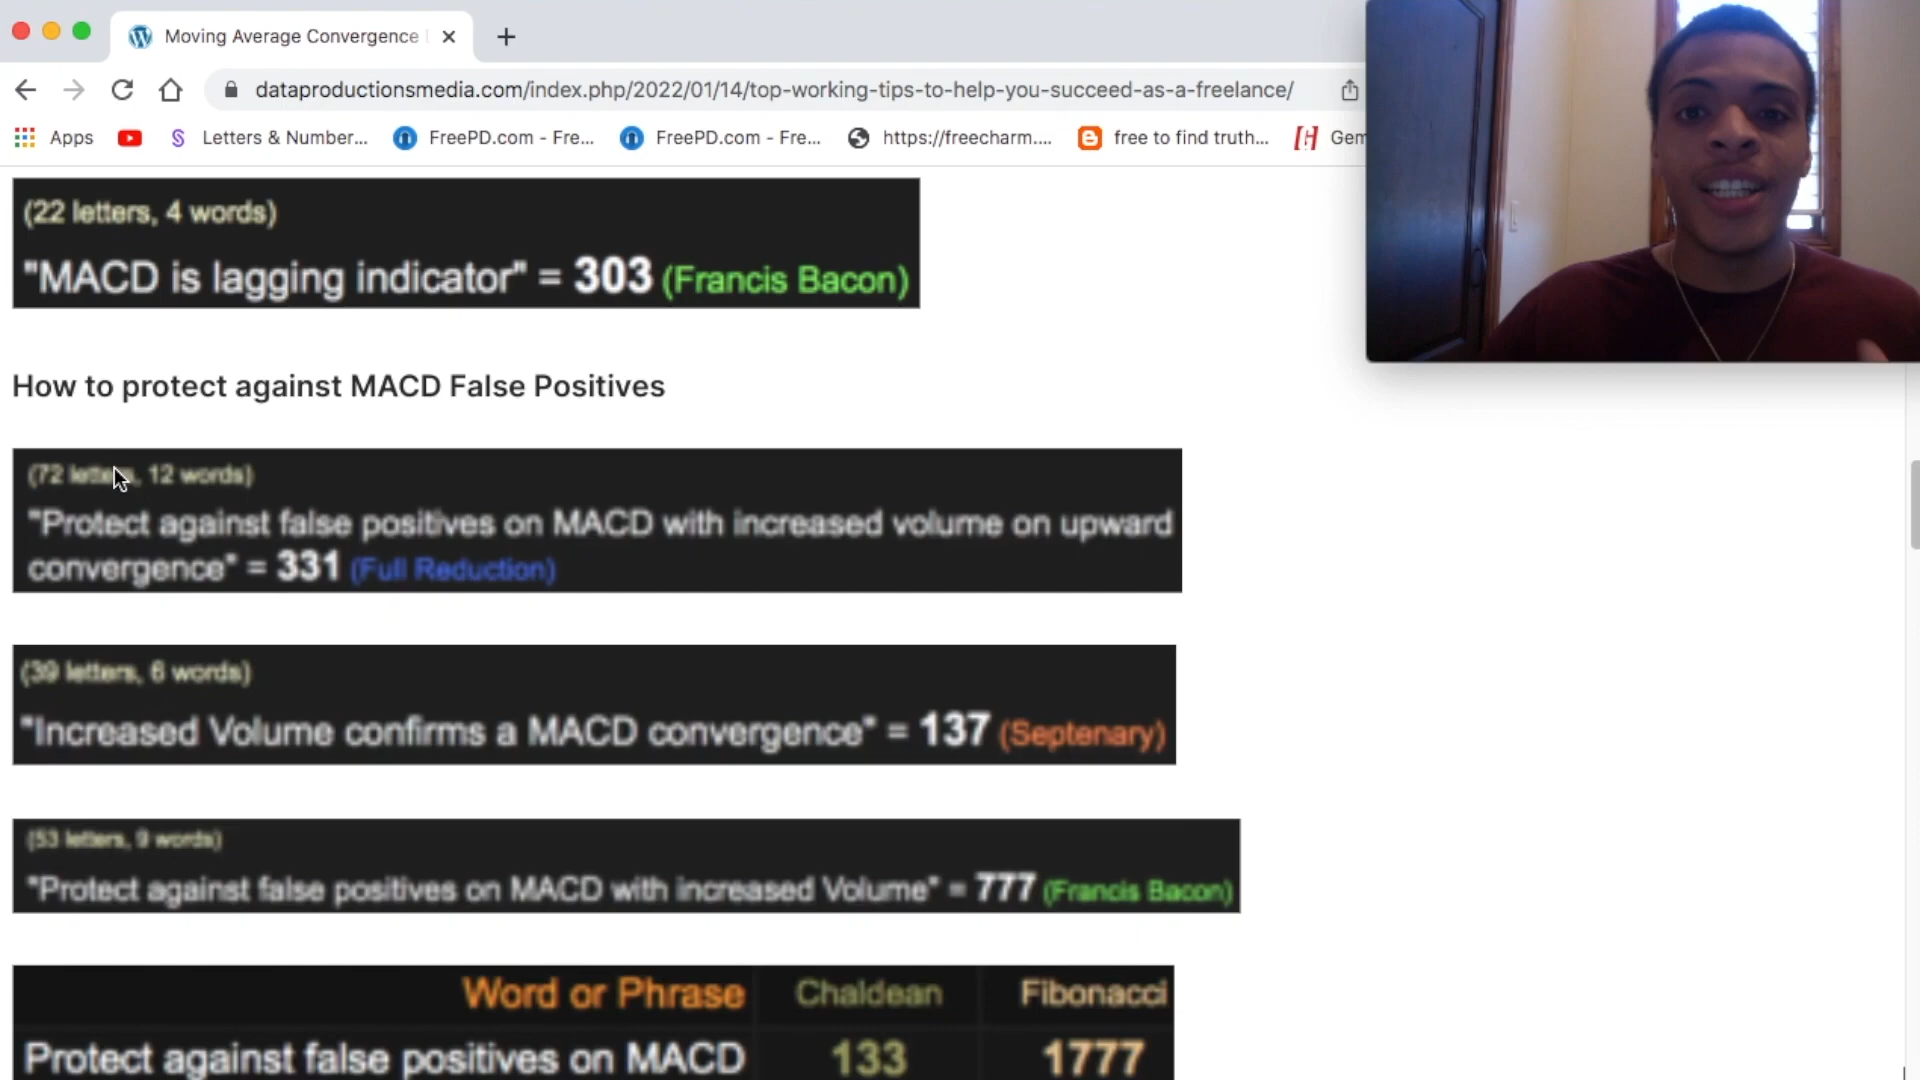 Moving Average Convergence
dataproductionsmedia.com/index.php/2022/01/14/top-working-tips-to-help-you-succeed-as-a-freelance/
Apps
Letters & Number...
FreePD.com - Fre...
FreePD.com - Fre...
https://freecharm....
free to find truth...
Gem
(22 letters, 4 words)
"MACD is lagging indicator" = 303 (Francis Bacon)
How to protect against MACD False Positives
(72 letters, 12 words)
"Protect against false positives on MACD with increased volume on upward
convergence" = 331 (Full Reduction)
(39 letters, 6 words)
"Increased Volume confirms a MACD convergence" = 137 (Septenary)
(53 letters, 9 words)
"Protect against false positives on MACD with increased Volume" = 777 (Francis Bacon)
Word or Phrase Chaldean Fibonacci
Protect against false positives on MACD 133 1777